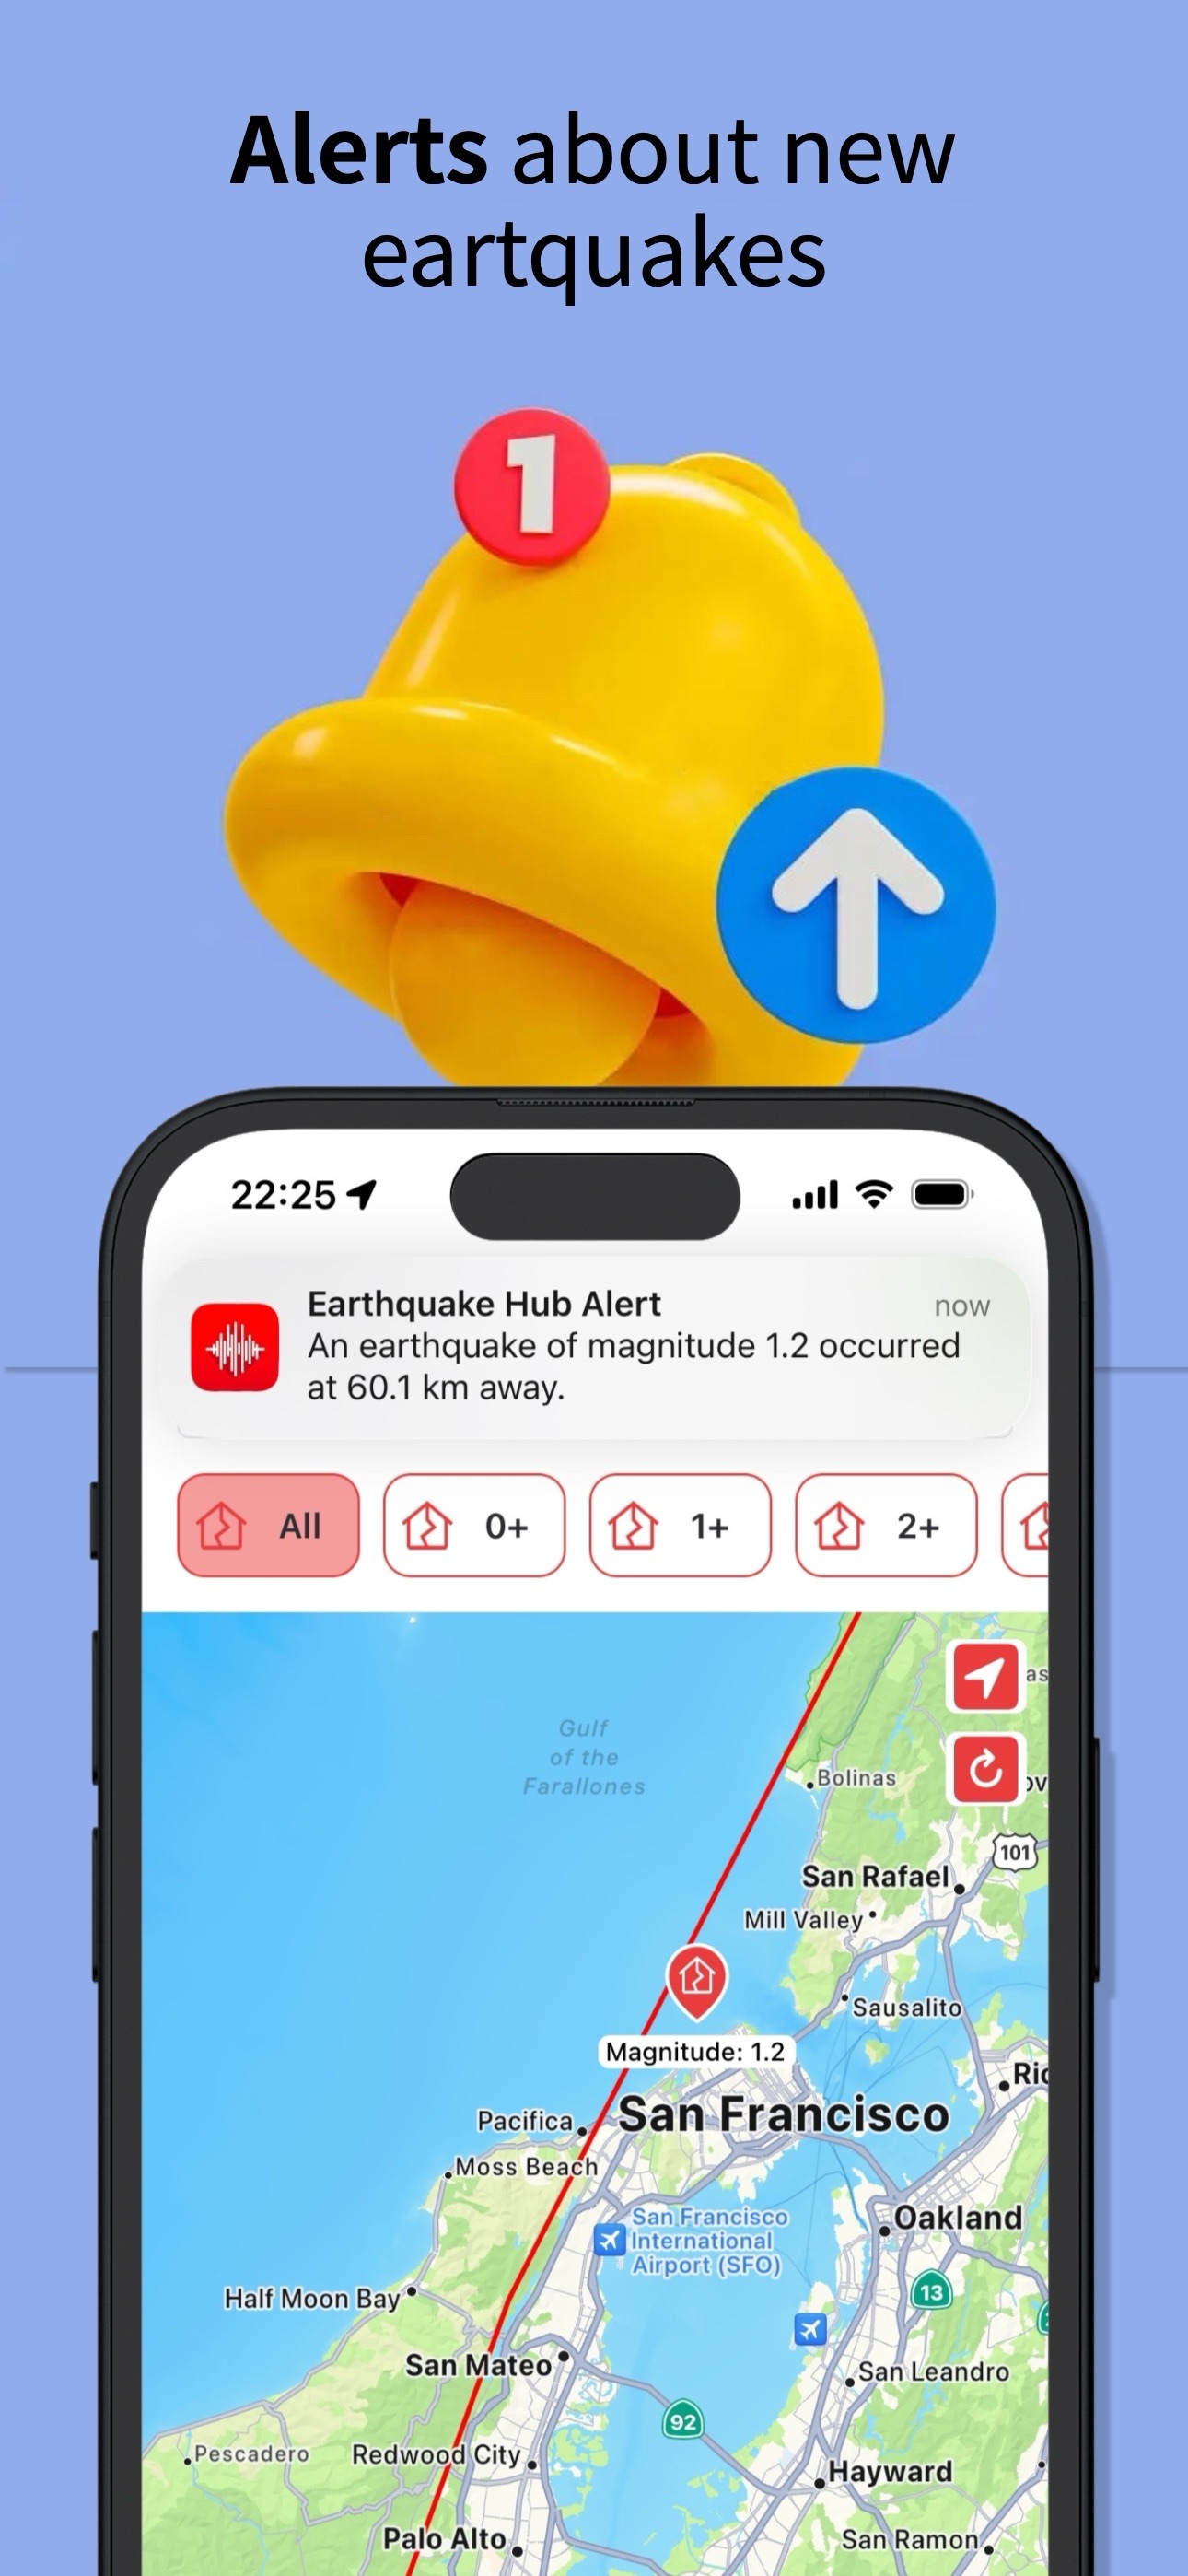 Alerts about new
eartquakes
1
22:25
Earthquake Hub Alert
now
An earthquake of magnitude 1.2 occurred
at 60.1 km away.
All
0+
1+
2+
Gulf
of the
Farallones
as
Bolinas
ov
101
San Rafael
Mill Valley
Sausalito
Magnitude: 1.2
Ric
San Francisco
Pacifica
Moss Beach
San Francisco
International
Airport (SFO)
Oakland
13
Half Moon Bay
San Mateo
San Leandro
92
Pescadero
Redwood City
Hayward
Palo Alto
San Ramon